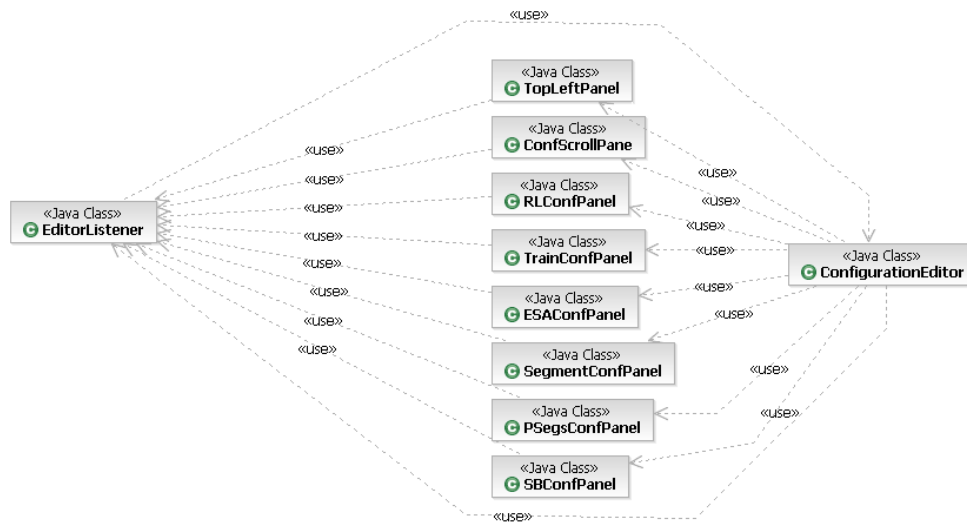 «use»
«Java Class»
TopLeftPanel
«Java Class»
ConfScrollPane
«use»
«use»
«use»
«use»
«Java Class»
RLConfPanel
«Java Class»
EditorListener
«use»
«use»
«Java Class»
TrainConfPanel
«use»
«Java Class»
ConfigurationEditor
«use»
«use»
«Java Class»
ESAConfPanel
«use»
«use»
«use»
«Java Class»
SegmentConfPanel
«use»
«use»
«Java Class»
PSegsConfPanel
«use»
«Java Class»
SBConfPanel
«use»